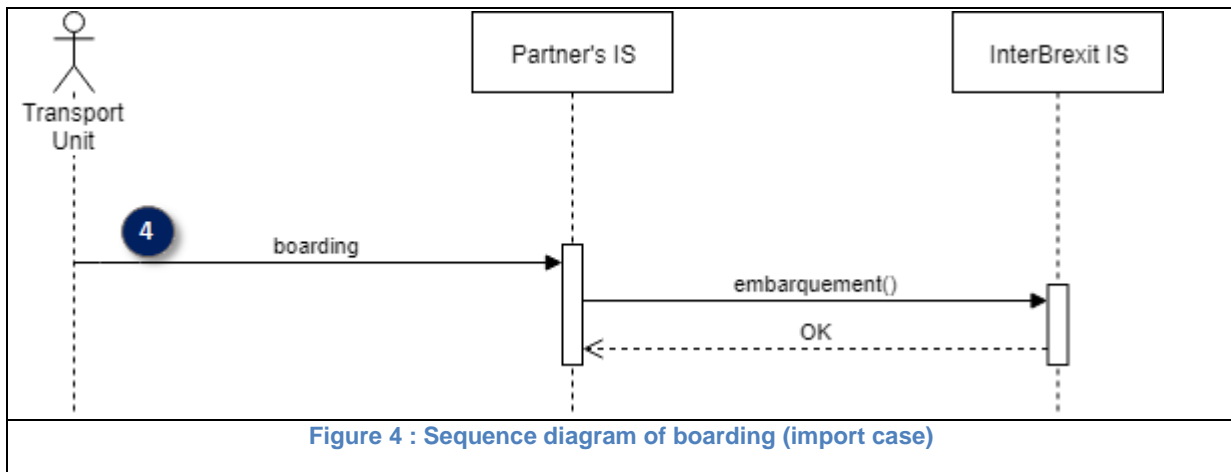 Partner's IS
InterBrexit IS
Transport
Unit
4
boarding
embarquement()
OK
Figure 4 : Sequence diagram of boarding (import case)